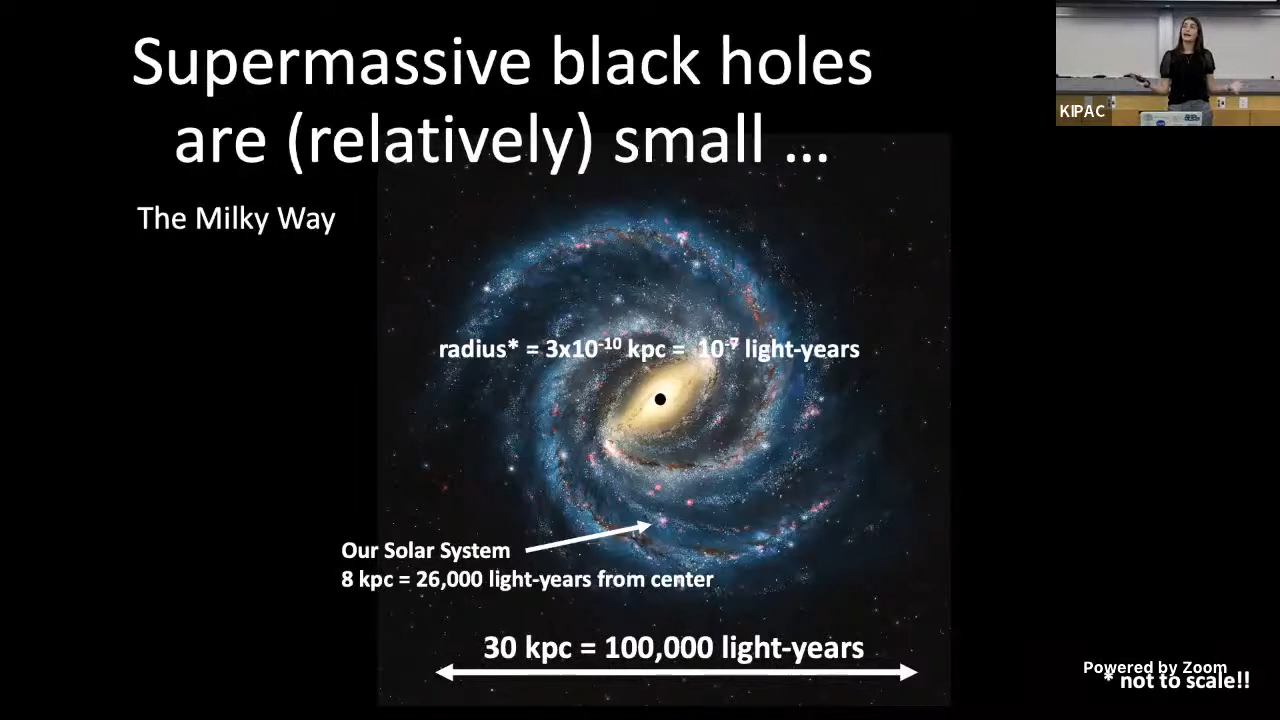 Supermassive black holes
are (relatively) small ...
KIPAC
The Milky Way
radius* = 3x10⁻¹⁰ kpc = 10⁻⁷ light-years
Our Solar System
8 kpc = 26,000 light-years from center
30 kpc = 100,000 light-years
Powered by Zoom
* not to scale!!